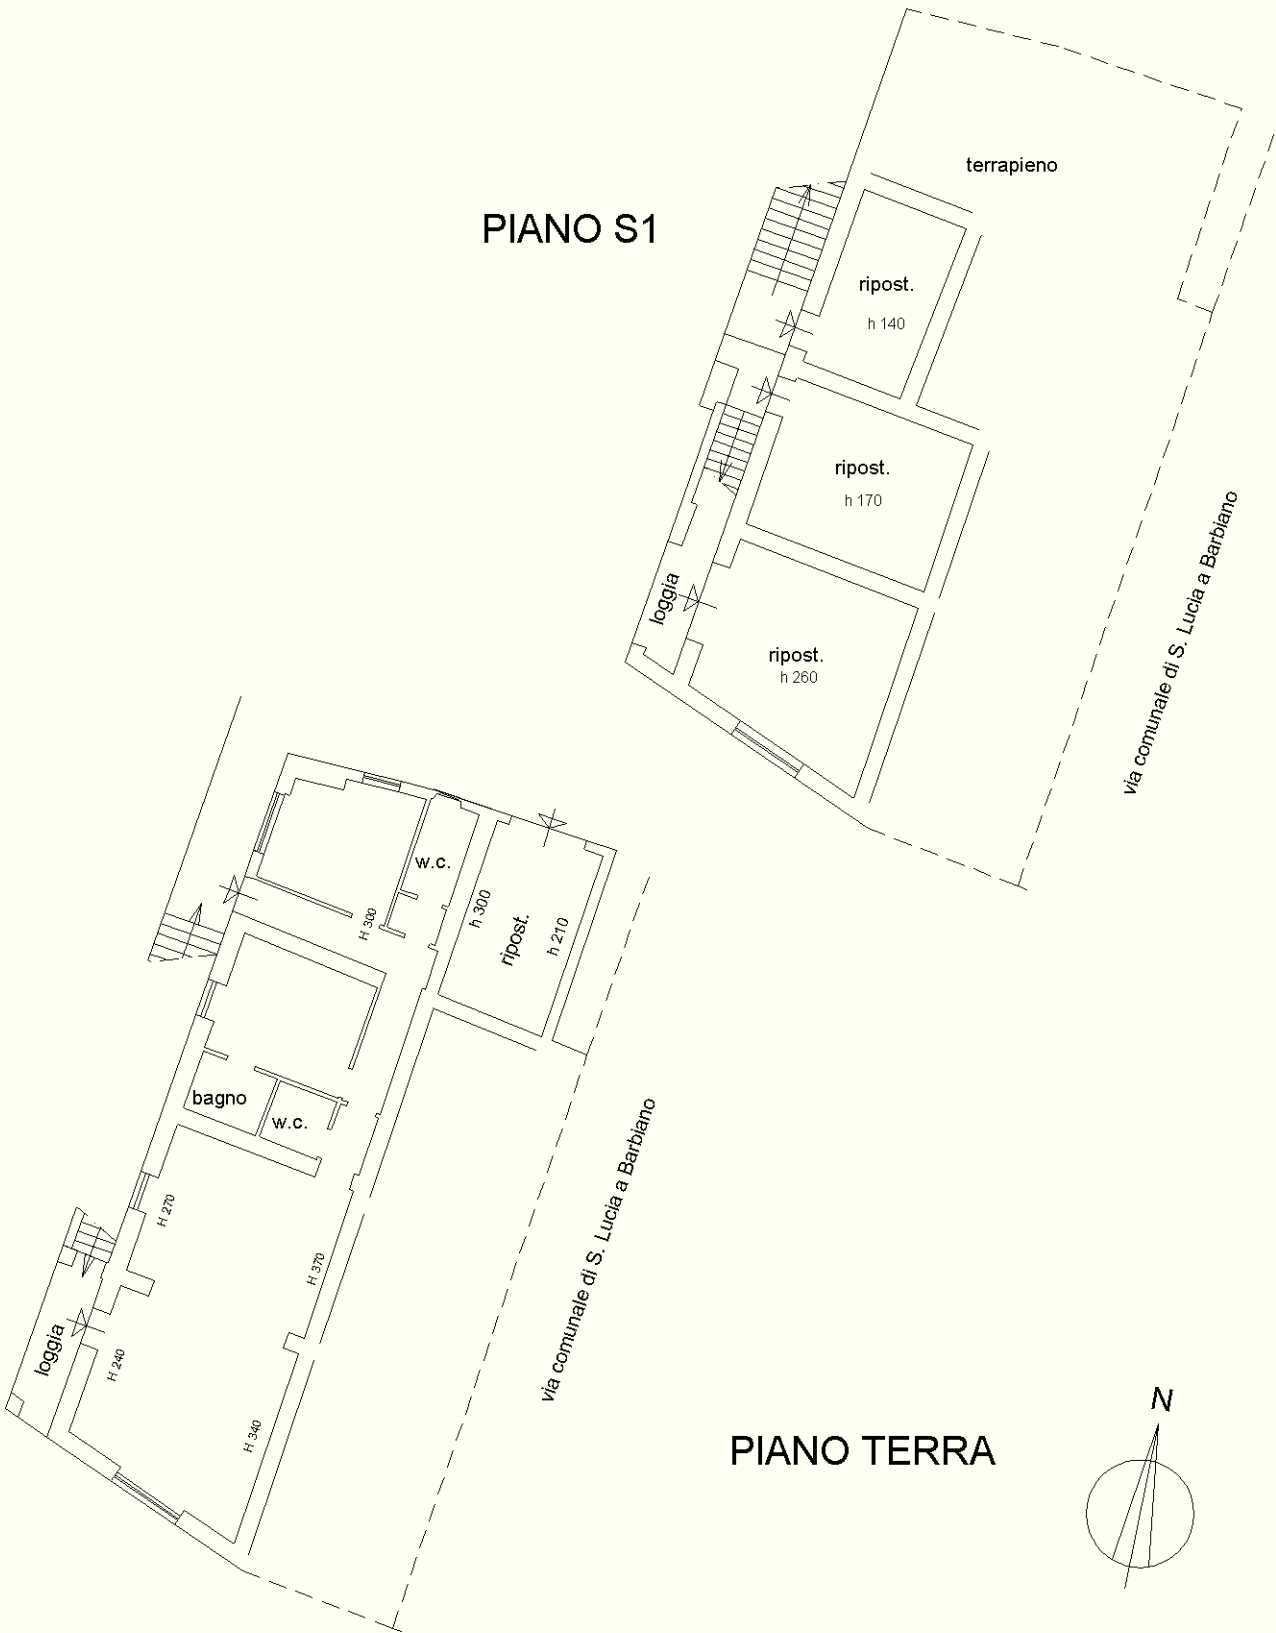 terrapieno
PIANO S1
ripost.
h 140
ripost.
h 170
loggia
ripost.
h 260
via comunale di S. Lucia a Barbiano
w.c.
H 300
h 300
ripost.
h 210
bagno
w.c.
H 270
H 370
loggia
H 240
H 340
via comunale di S. Lucia a Barbiano
PIANO TERRA
N